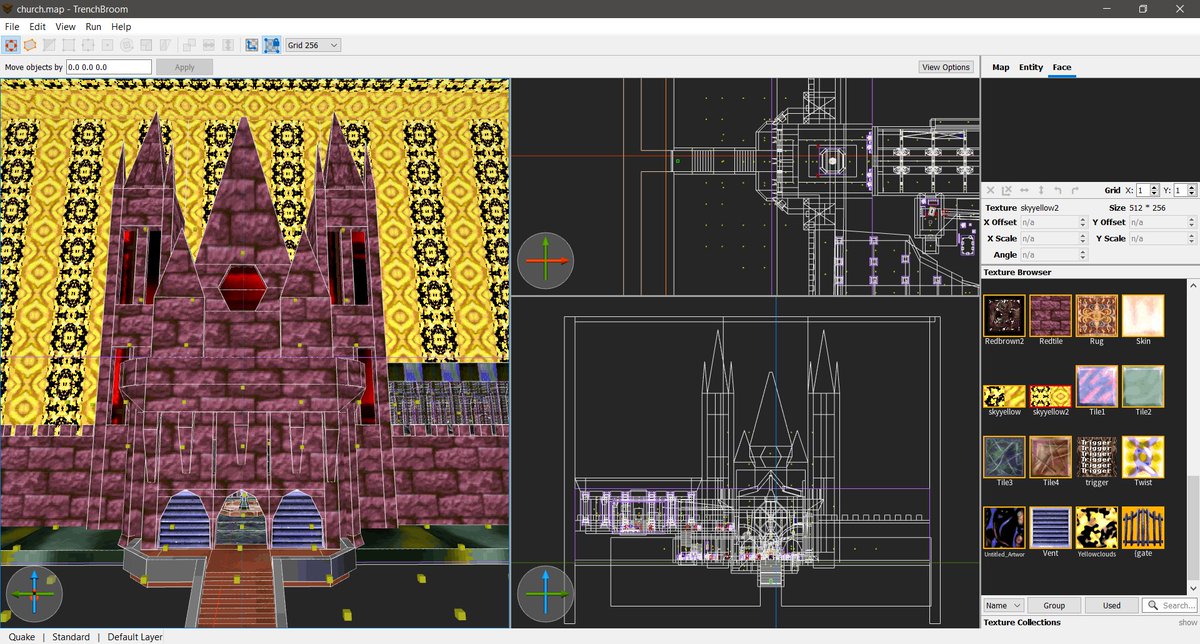 church.map - TrenchBroom
File Edit View Run Help
Grid 256
Move objects by 0.0 0.0 0.0 Apply View Options
Map Entity Face
Grid X: 1 Y: 1
Texture skyyellow2 Size 512 * 256
X Offset n/a Y Offset n/a
X Scale n/a Y Scale n/a
Angle n/a
Texture Browser
Redbrown2 Redtile Rug Skin
skyyellow skyyellow2 Tile1 Tile2
Trigger
Trigger
Trigger
Trigger
Trigger
Tile3 Tile4 trigger Twist
Untitled_Artwor Vent Yellowclouds {gate
Name Group Used Search...
Texture Collections show
Quake | Standard | Default Layer